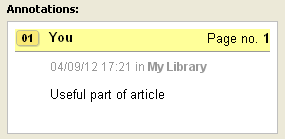 Annotations:
01 You Page no. 1
04/09/12 17:21 in My Library
Useful part of article